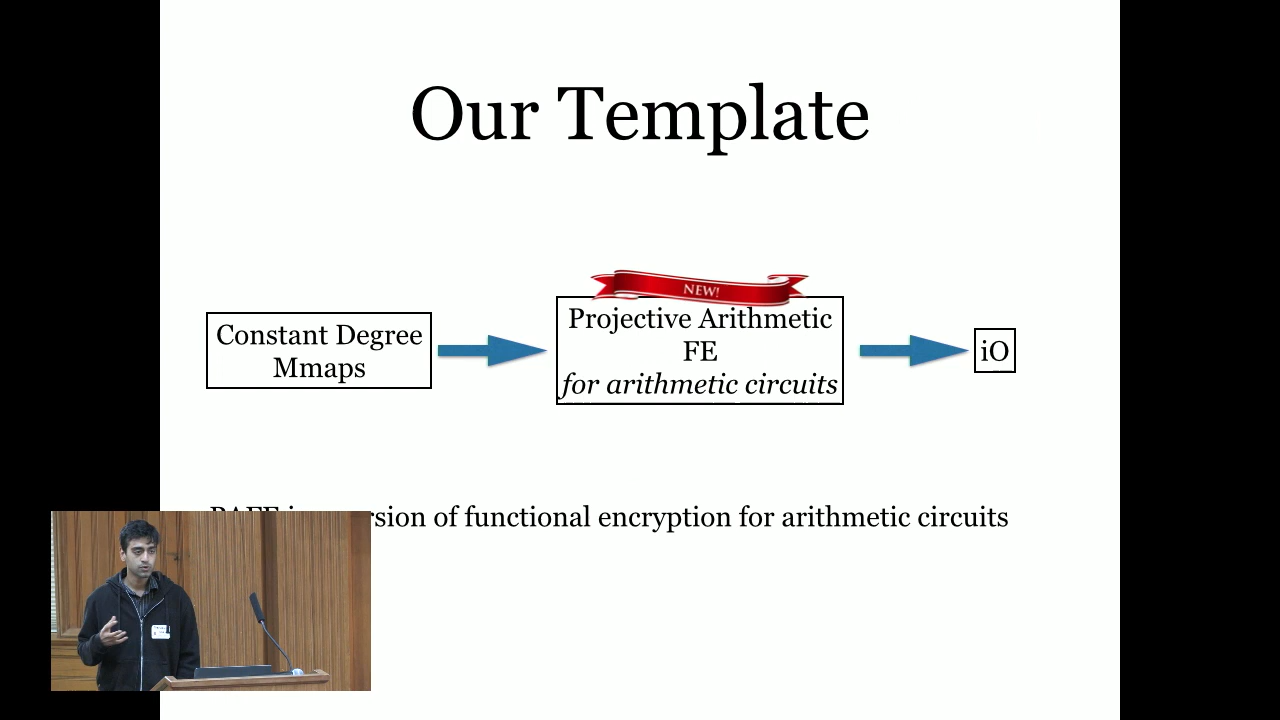 Our Template
NEW!
Constant Degree
Mmaps
Projective Arithmetic
FE
for arithmetic circuits
iO
of functional encryption for arithmetic circuits